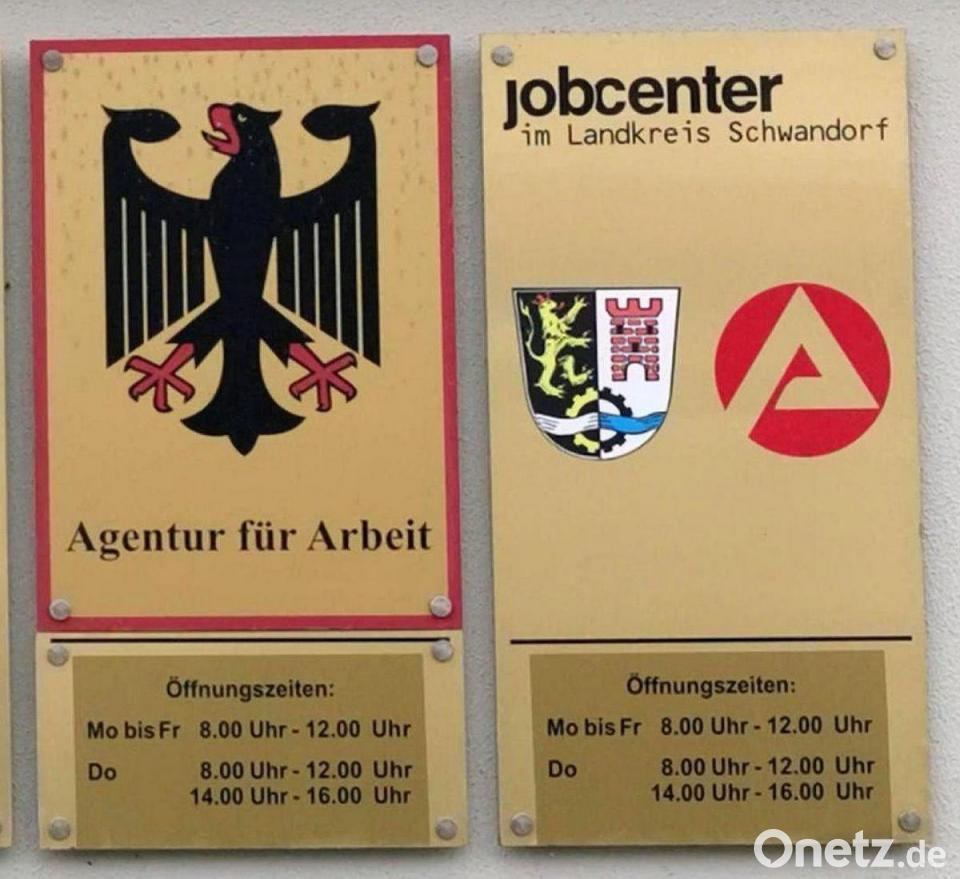 Agentur für Arbeit
Öffnungszeiten:
Mo bis Fr 8.00 Uhr - 12.00 Uhr
Do 8.00 Uhr - 12.00 Uhr
14.00 Uhr - 16.00 Uhr
jobcenter
im Landkreis Schwandorf
Öffnungszeiten:
Mo bis Fr 8.00 Uhr - 12.00 Uhr
Do 8.00 Uhr - 12.00 Uhr
14.00 Uhr - 16.00 Uhr
Onetz.de